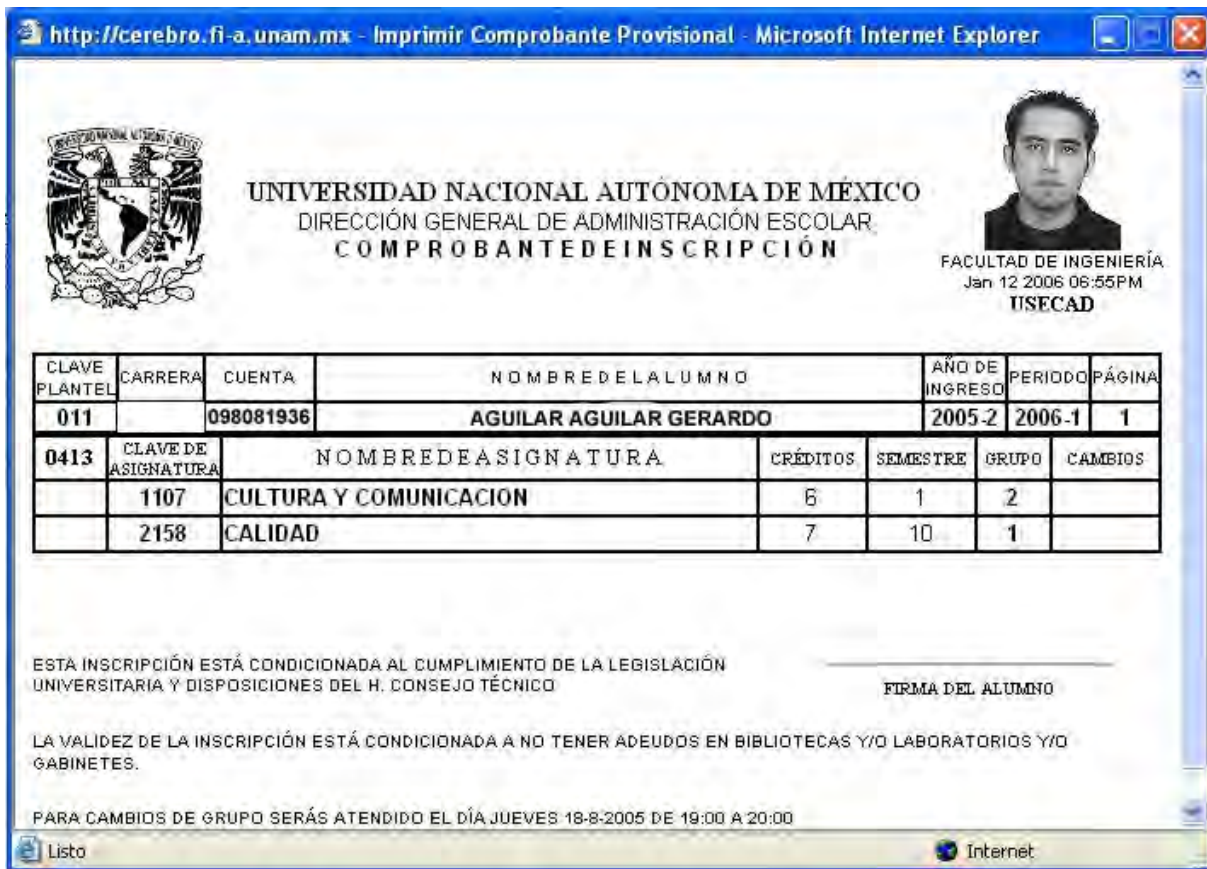 http://cerebro.fi-a.unam.mx - Imprimir Comprobante Provisional - Microsoft Internet Explorer
UNIVERSIDAD NACIONAL AUTÓNOMA DE MÉXICO
DIRECCIÓN GENERAL DE ADMINISTRACIÓN ESCOLAR
COMPROBANTEDEINSCRIPCIÓN
FACULTAD DE INGENIERÍA
Jan 12 2006 06:55PM
USECAD
CLAVE PLANTEL CARRERA CUENTA NOMBREDELALUMNO AÑO DE INGRESO PERIODO PÁGINA
011 098081936 AGUILAR AGUILAR GERARDO 2005-2 2006-1 1
0413 CLAVE DE ASIGNATURA NOMBREDEASIGNATURA CRÉDITOS SEMESTRE GRUPO CAMBIOS
1107 CULTURA Y COMUNICACION 6 1 2
2158 CALIDAD 7 10 1
ESTA INSCRIPCIÓN ESTÁ CONDICIONADA AL CUMPLIMIENTO DE LA LEGISLACIÓN
UNIVERSITARIA Y DISPOSICIONES DEL H. CONSEJO TÉCNICO
FIRMA DEL ALUMNO
LA VALIDEZ DE LA INSCRIPCIÓN ESTÁ CONDICIONADA A NO TENER ADEUDOS EN BIBLIOTECAS Y/O LABORATORIOS Y/O
GABINETES.
PARA CAMBIOS DE GRUPO SERÁS ATENDIDO EL DÍA JUEVES 18-8-2005 DE 19:00 A 20:00
Listo Internet